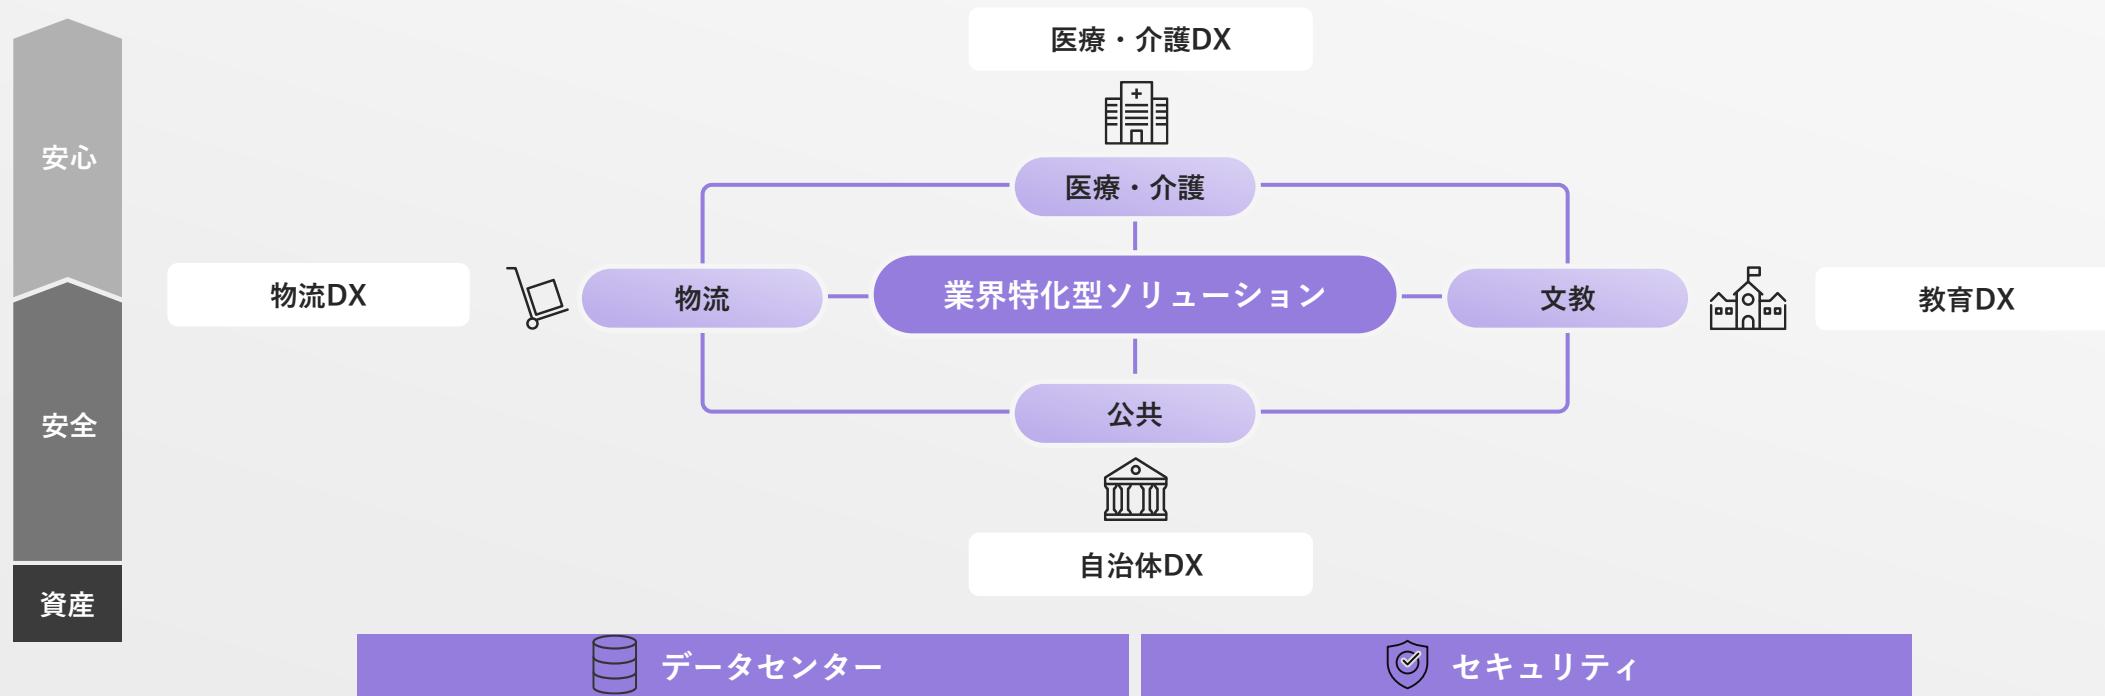 医療・介護DX
安心
医療・介護
物流DX
物流
業界特化型ソリューション
文教
教育DX
安全
公共
自治体DX
資産
データセンター
セキュリティ